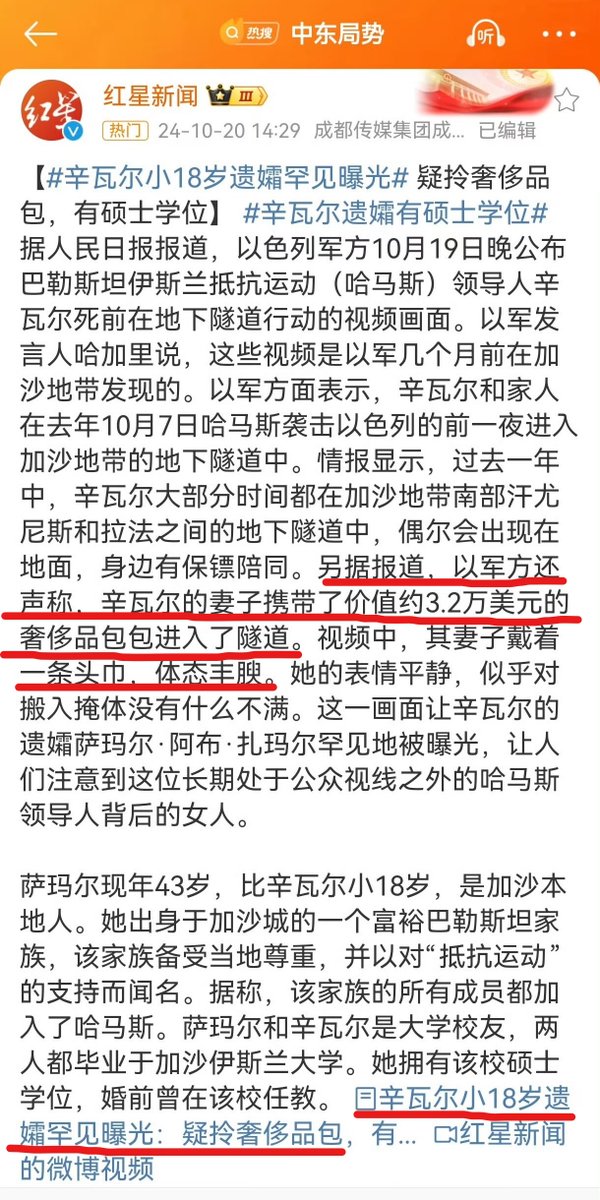 热搜 中东局势 听
红星 红星新闻 III
热门 24-10-20 14:29 成都传媒集团成... 已编辑
【#辛瓦尔小18岁遗孀罕见曝光# 疑拎奢侈品
包，有硕士学位】 #辛瓦尔遗孀有硕士学位#
据人民日报报道，以色列军方10月19日晚公布
巴勒斯坦伊斯兰抵抗运动（哈马斯）领导人辛
瓦尔死前在地下隧道行动的视频画面。以军发
言人哈加里说，这些视频是以军几个月前在加
沙地带发现的。以军方面表示，辛瓦尔和家人
在去年10月7日哈马斯袭击以色列的前一夜进入
加沙地带的地下隧道中。情报显示，过去一年
中，辛瓦尔大部分时间都在加沙地带南部汗尤
尼斯和拉法之间的地下隧道中，偶尔会出现在
地面，身边有保镖陪同。另据报道，以军方还
声称，辛瓦尔的妻子携带了价值约3.2万美元的
奢侈品包包进入了隧道。视频中，其妻子戴着
一条头巾，体态丰腴。她的表情平静，似乎对
搬入掩体没有什么不满。这一画面让辛瓦尔的
遗孀萨玛尔·阿布·扎玛尔罕见地被曝光，让人
们注意到这位长期处于公众视线之外的哈马斯
领导人背后的女人。
萨玛尔现年43岁，比辛瓦尔小18岁，是加沙本
地人。她出身于加沙城的一个富裕巴勒斯坦家
族，该家族备受当地尊重，并以对“抵抗运动”
的支持而闻名。据称，该家族的所有成员都加
入了哈马斯。萨玛尔和辛瓦尔是大学校友，两
人都毕业于加沙伊斯兰大学。她拥有该校硕士
学位，婚前曾在该校任教。 辛瓦尔小18岁遗
孀罕见曝光：疑拎奢侈品包，有... 红星新闻
的微博视频